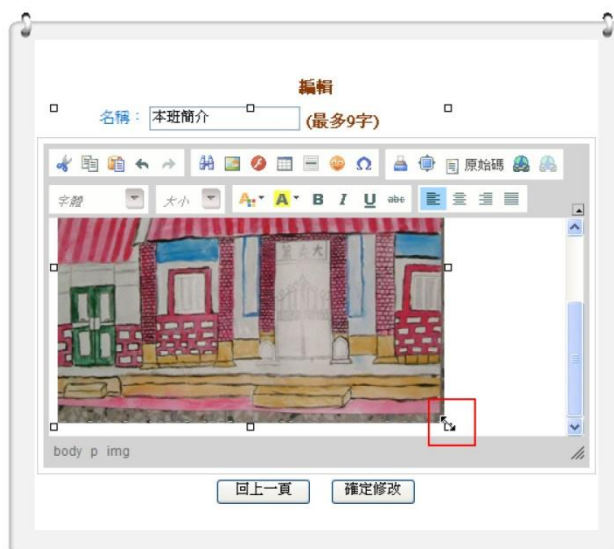 編輯
名稱： 本班簡介 (最多9字)
原始碼
字體 大小 A A B I U abc
body p img
回上一頁 確定修改